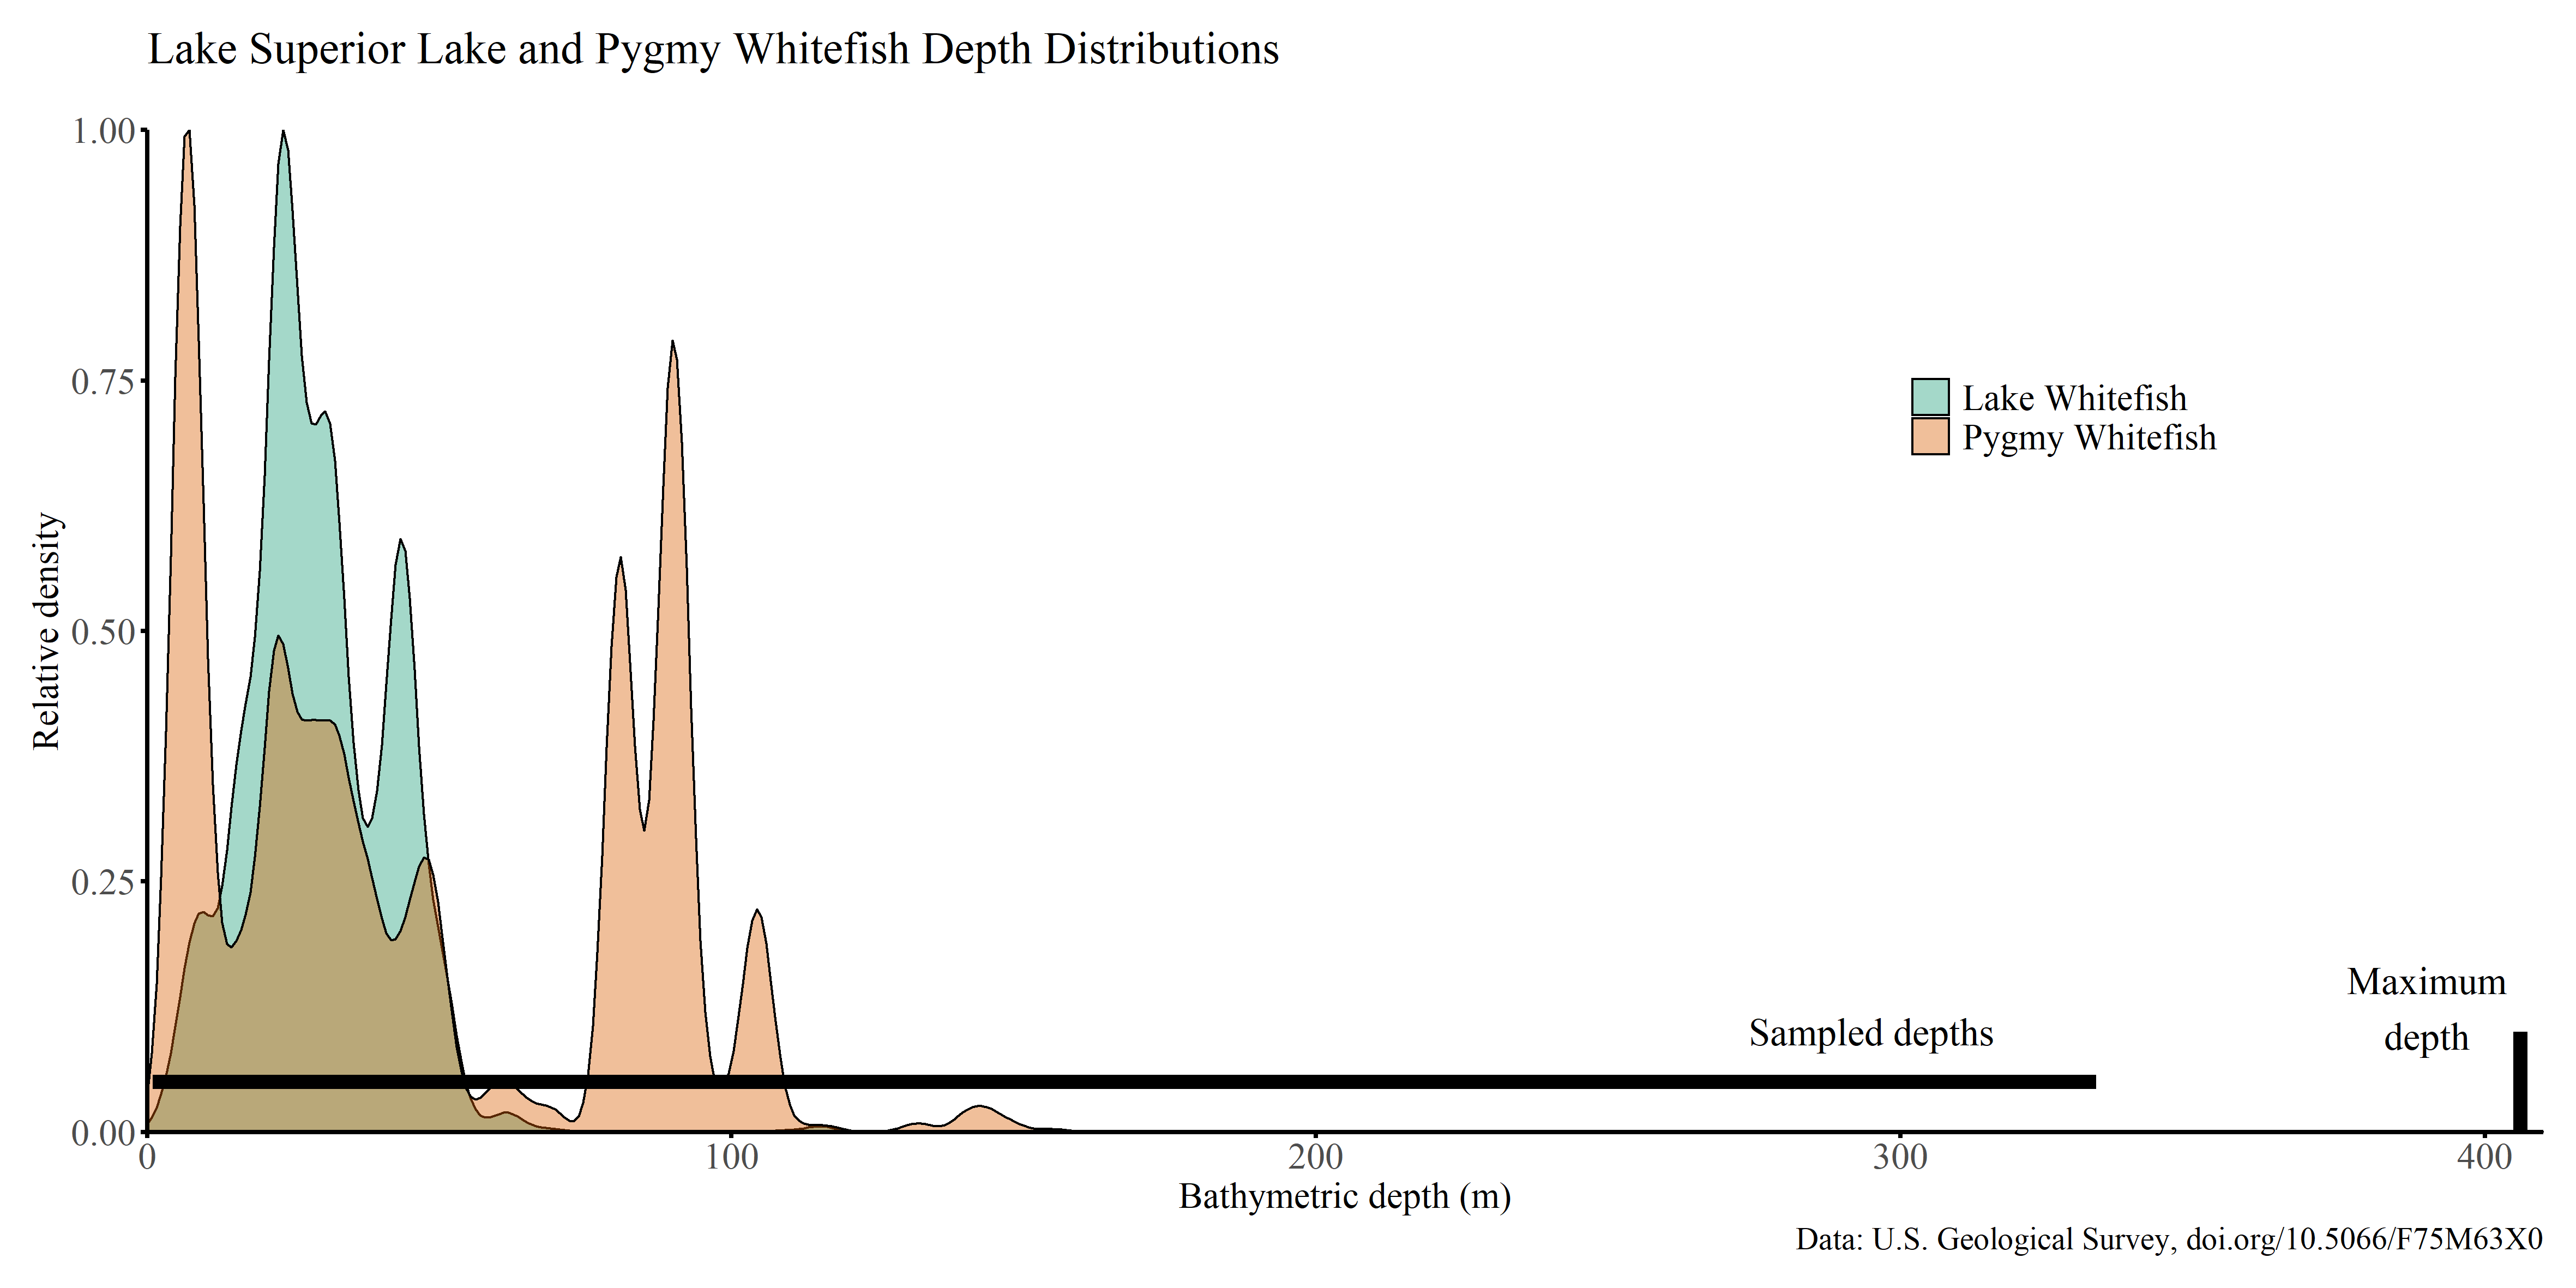 Lake Superior Lake and Pygmy Whitefish Depth Distributions
1.00
0.75
0.50
0.25
0.00
Relative density
Lake Whitefish
Pygmy Whitefish
Sampled depths
Maximum
depth
0 100 200 300 400
Bathymetric depth (m)
Data: U.S. Geological Survey, doi.org/10.5066/F75M63X0